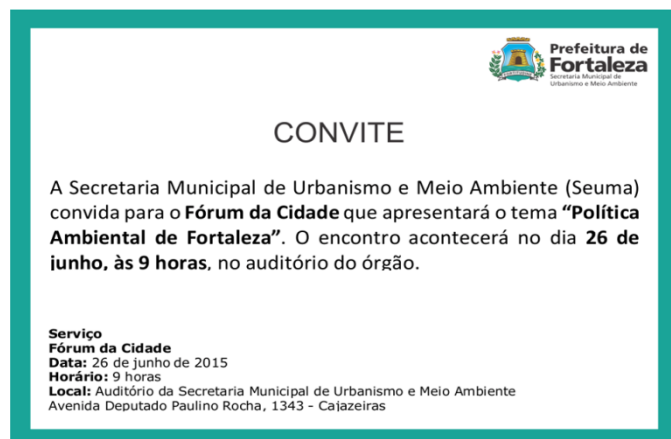 Prefeitura de
Fortaleza
Secretaria Municipal de
Urbanismo e Meio Ambiente
CONVITE
A Secretaria Municipal de Urbanismo e Meio Ambiente (Seuma)
convida para o Fórum da Cidade que apresentará o tema “Política
Ambiental de Fortaleza”. O encontro acontecerá no dia 26 de
junho, às 9 horas, no auditório do órgão.
Serviço
Fórum da Cidade
Data: 26 de junho de 2015
Horário: 9 horas
Local: Auditório da Secretaria Municipal de Urbanismo e Meio Ambiente
Avenida Deputado Paulino Rocha, 1343 - Cajazeiras